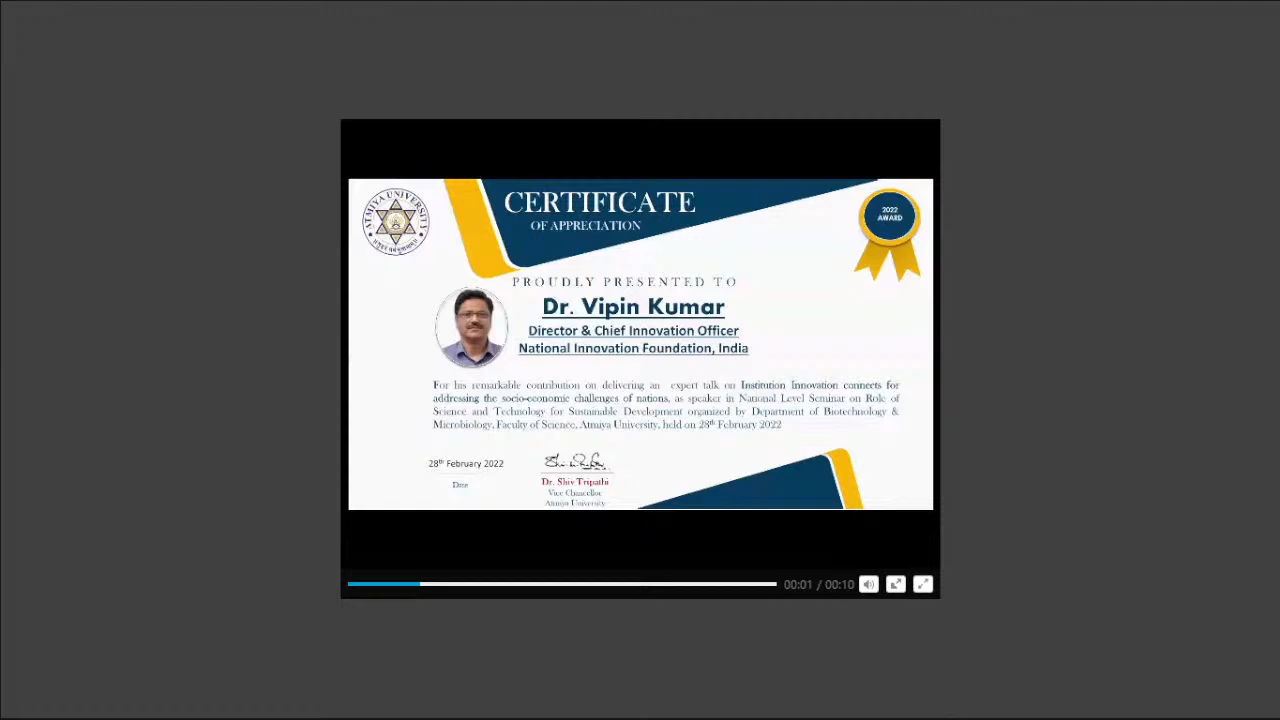 ATMIYA UNIVERSITY
CERTIFICATE
OF APPRECIATION
2022
AWARD
PROUDLY PRESENTED TO
Dr. Vipin Kumar
Director & Chief Innovation Officer
National Innovation Foundation, India
For his remarkable contribution on delivering an expert talk on Institution Innovation connects for
addressing the socio-economic challenges of nations, as speaker in National Level Seminar on Role of
Science and Technology for Sustainable Development organized by Department of Biotechnology &
Microbiology, Faculty of Science, Atmiya University, held on 28th February 2022
28th February 2022
Date
Dr. Shiv Tripathi
Vice Chancellor
Atmiya University
00:01 / 00:10